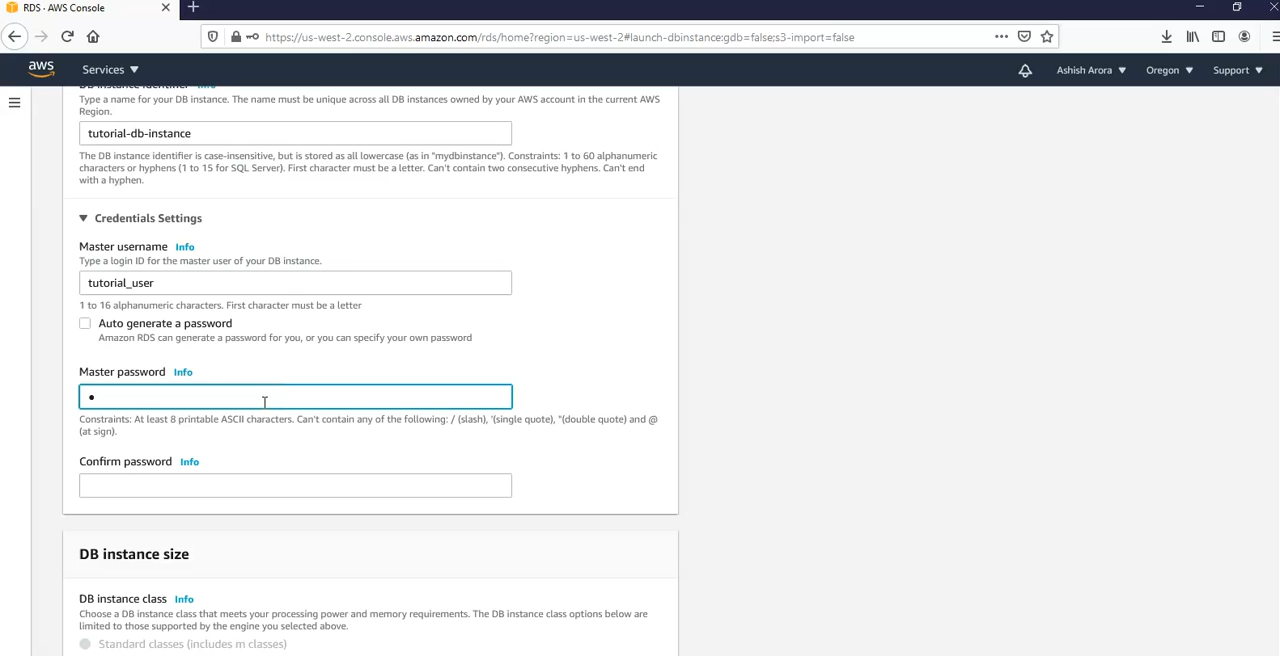 RDS · AWS Console
https://us-west-2.console.aws.amazon.com/rds/home?region=us-west-2#launch-dbinstance:gdb=false;s3-import=false
aws Services Ashish Arora Oregon Support
DB instance identifier Info
Type a name for your DB instance. The name must be unique across all DB instances owned by your AWS account in the current AWS
Region.
tutorial-db-instance
The DB instance identifier is case-insensitive, but is stored as all lowercase (as in "mydbinstance"). Constraints: 1 to 60 alphanumeric
characters or hyphens (1 to 15 for SQL Server). First character must be a letter. Can't contain two consecutive hyphens. Can't end
with a hyphen.
Credentials Settings
Master username Info
Type a login ID for the master user of your DB instance.
tutorial_user
1 to 16 alphanumeric characters. First character must be a letter
Auto generate a password
Amazon RDS can generate a password for you, or you can specify your own password
Master password Info
Constraints: At least 8 printable ASCII characters. Can't contain any of the following: / (slash), '(single quote), "(double quote) and @
(at sign).
Confirm password Info
DB instance size
DB instance class Info
Choose a DB instance class that meets your processing power and memory requirements. The DB instance class options below are
limited to those supported by the engine you selected above.
Standard classes (includes m classes)